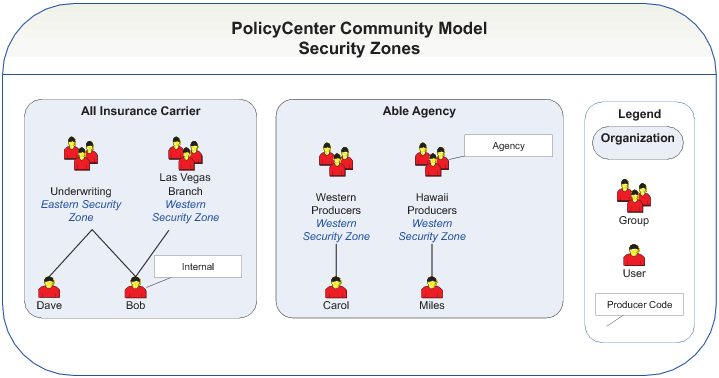 PolicyCenter Community Model
Security Zones
All Insurance Carrier
Underwriting
Eastern Security
Zone
Las Vegas
Branch
Western
Security Zone
Internal
Dave
Bob
Able Agency
Agency
Western
Producers
Western
Security Zone
Hawaii
Producers
Western
Security Zone
Carol
Miles
Legend
Organization
Group
User
Producer Code